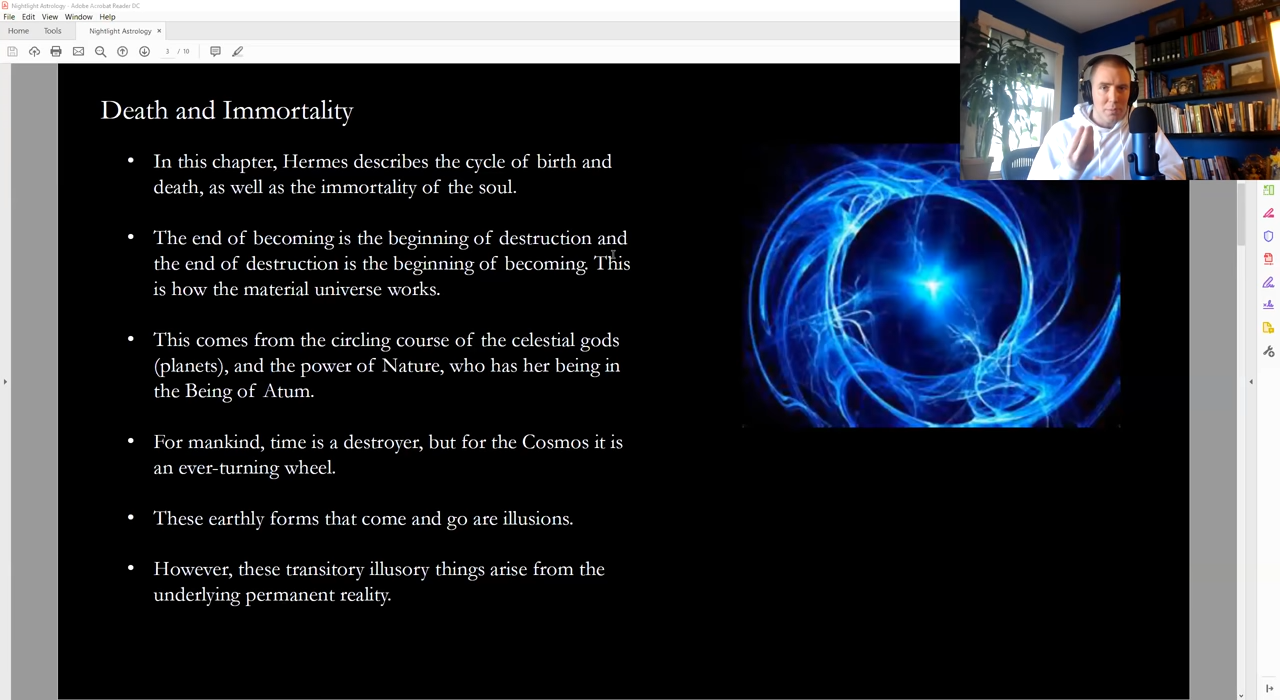 Nightlight Astrology - Adobe Acrobat Reader DC
File Edit View Window Help
Home Tools Nightlight Astrology ×
3 / 10
Death and Immortality
• In this chapter, Hermes describes the cycle of birth and
death, as well as the immortality of the soul.
• The end of becoming is the beginning of destruction and
the end of destruction is the beginning of becoming. This
is how the material universe works.
• This comes from the circling course of the celestial gods
(planets), and the power of Nature, who has her being in
the Being of Atum.
• For mankind, time is a destroyer, but for the Cosmos it is
an ever-turning wheel.
• These earthly forms that come and go are illusions.
• However, these transitory illusory things arise from the
underlying permanent reality.